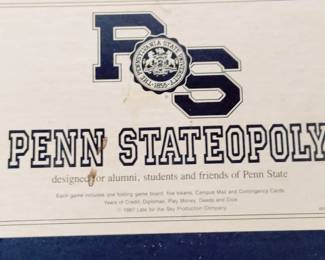 PS
THE PENNSYLVANIA STATE UNIVERSITY
1855
PENN STATEOPOLY
designed for alumni, students and friends of Penn State
Each game includes one folding game board, five tokens, Campus Mail and Contingency Cards
Years of Credit, Diplomas, Play Money, Deeds and Dice.
© 1987 Late for the Sky Production Company.